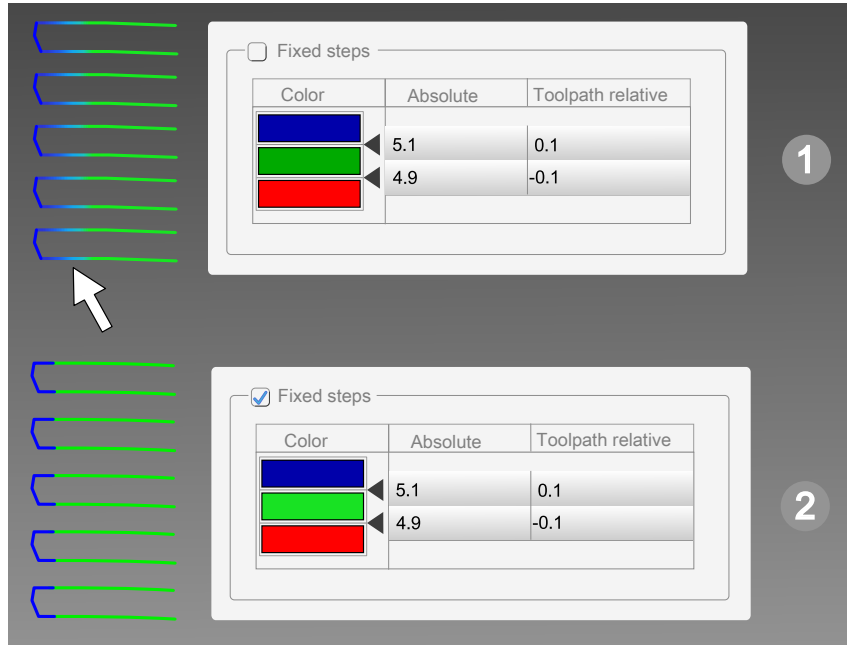 Fixed steps
Color Absolute Toolpath relative
5.1 0.1
4.9 -0.1
1
Fixed steps
Color Absolute Toolpath relative
5.1 0.1
4.9 -0.1
2